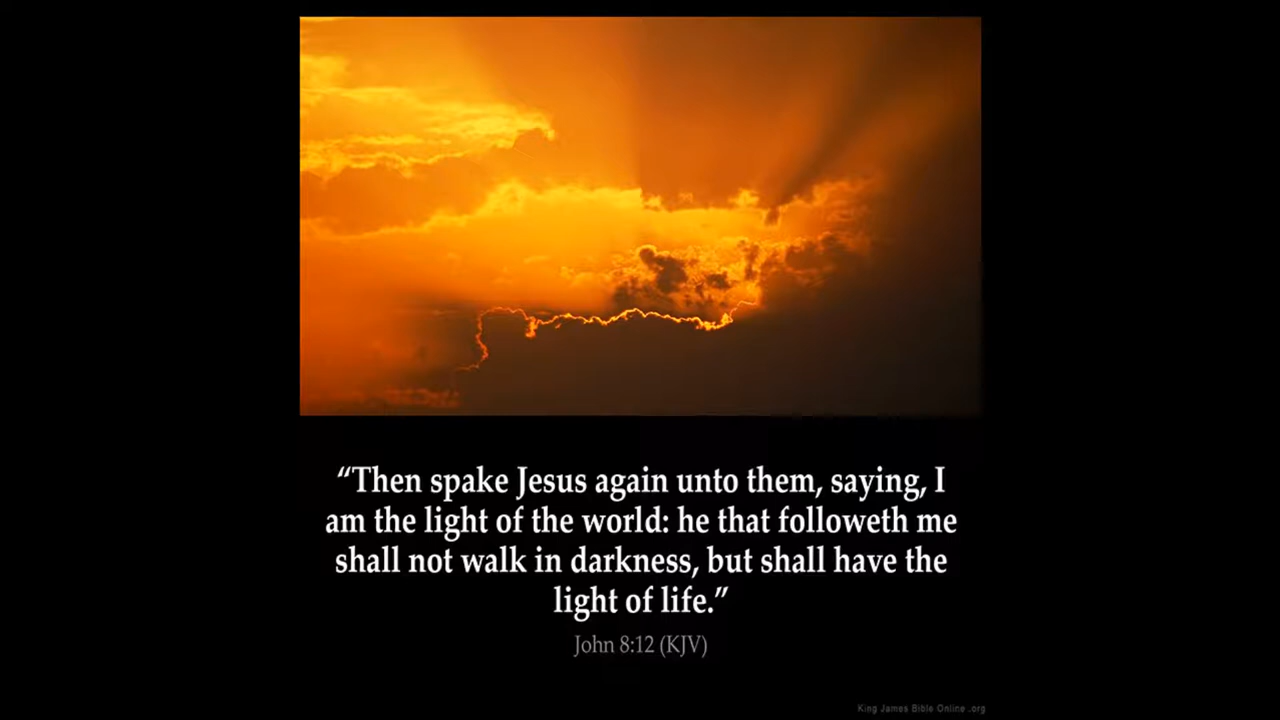 “Then spake Jesus again unto them, saying, I
am the light of the world: he that followeth me
shall not walk in darkness, but shall have the
light of life.”
John 8:12 (KJV)
King James Bible Online .org